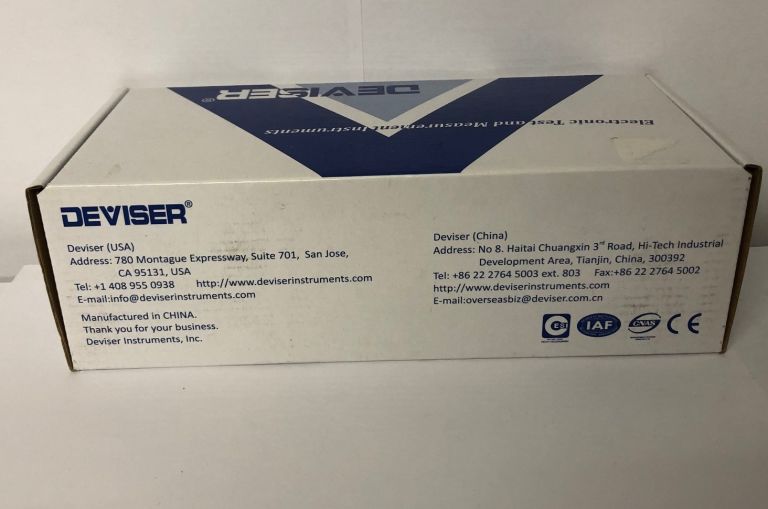 DEVISER®
Electronic Test and Measurement Instruments
DEVISER®
Deviser (USA)
Address: 780 Montague Expressway, Suite 701, San Jose,
CA 95131, USA
Tel: +1 408 955 0938 http://www.deviserinstruments.com
E-mail:info@deviserinstruments.com
Manufactured in CHINA.
Thank you for your business.
Deviser Instruments, Inc.
Deviser (China)
Address: No 8. Haitai Chuangxin 3rd Road, Hi-Tech Industrial
Development Area, Tianjin, China, 300392
Tel: +86 22 2764 5003 ext. 803 Fax:+86 22 2764 5002
http://www.deviserinstruments.com
E-mail:overseasbiz@deviser.com.cn
IAF
CNAS
CE